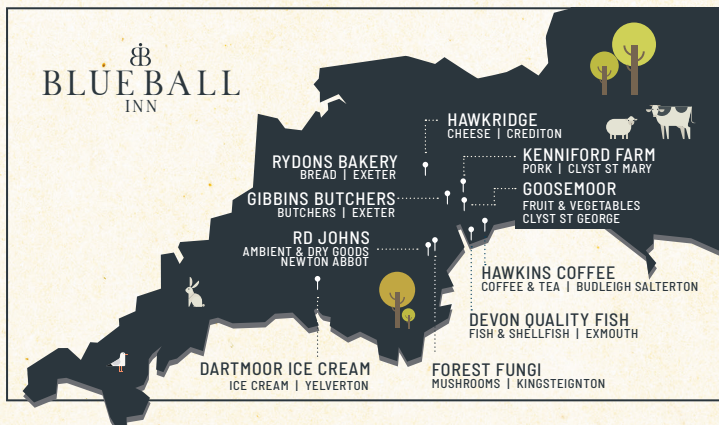 BLUE BALL
INN
HAWKRIDGE
CHEESE | CREDITON
RYDONS BAKERY
BREAD | EXETER
KENNIFORD FARM
PORK | CLYST ST MARY
GIBBINS BUTCHERS
BUTCHERS | EXETER
GOOSEMOOR
FRUIT & VEGETABLES
CLYST ST GEORGE
RD JOHNS
AMBIENT & DRY GOODS
NEWTON ABBOT
HAWKINS COFFEE
COFFEE & TEA | BUDLEIGH SALTERTON
DEVON QUALITY FISH
FISH & SHELLFISH | EXMOUTH
DARTMOOR ICE CREAM
ICE CREAM | YELVERTON
FOREST FUNGI
MUSHROOMS | KINGSTEIGNTON